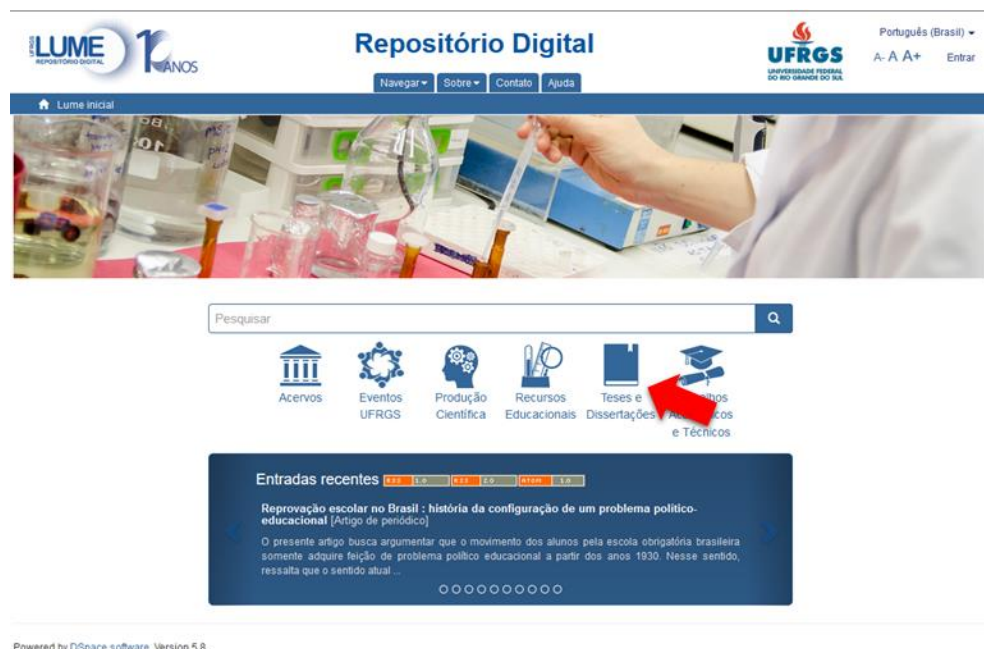 UFRGS
LUME
REPOSITÓRIO DIGITAL
10 ANOS
Repositório Digital
UFRGS
UNIVERSIDADE FEDERAL
DO RIO GRANDE DO SUL
Português (Brasil)
A- A A+ Entrar
Navegar Sobre Contato Ajuda
Lume inicial
Pesquisar
Acervos
Eventos
UFRGS
Produção
Científica
Recursos
Educacionais
Teses e
Dissertações
e Técnicos
Entradas recentes RSS 1.0 RSS 2.0 ATOM 1.0
Reprovação escolar no Brasil : história da configuração de um problema político-
educacional [Artigo de periódico]
O presente artigo busca argumentar que o movimento dos alunos pela escola obrigatória brasileira
somente adquire feição de problema político educacional a partir dos anos 1930. Nesse sentido,
ressalta que o sentido atual ...
Powered by DSpace software, Version 5.8